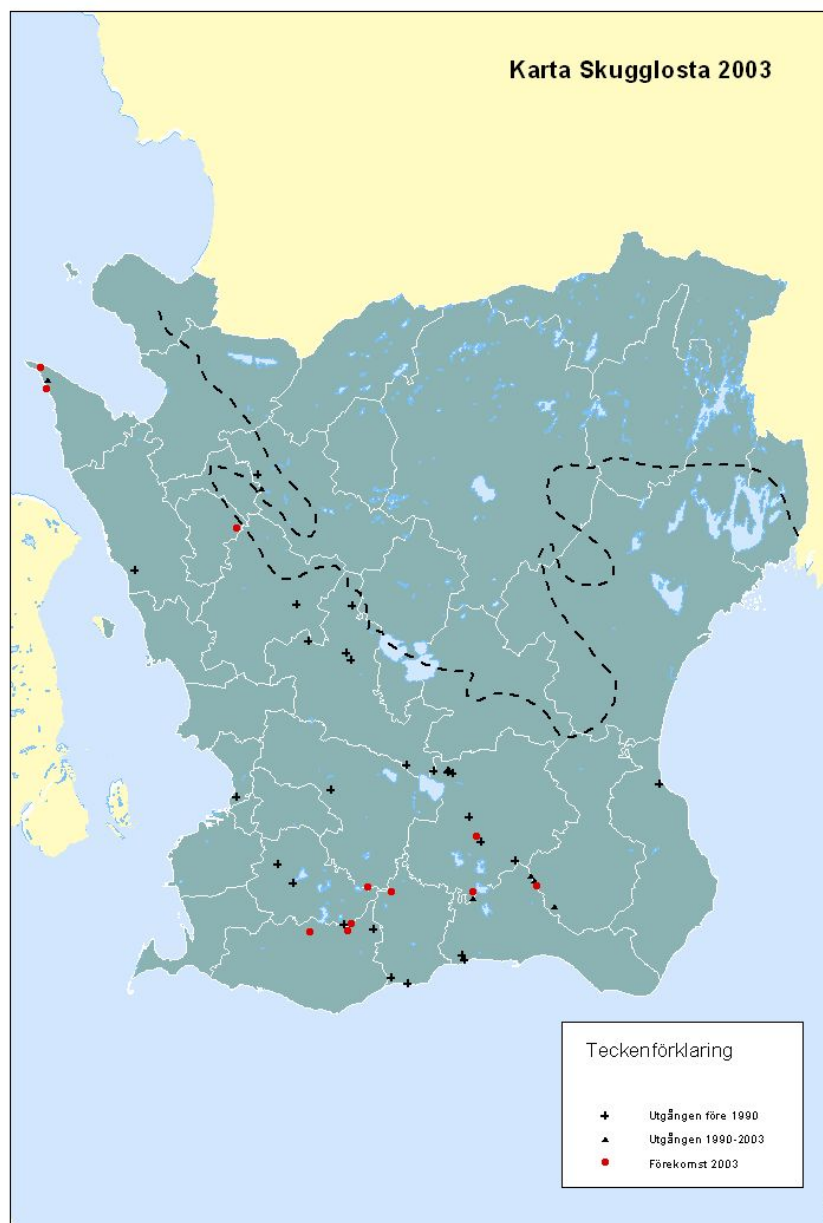 Karta Skugglosta 2003
Teckenförklaring
Utgången före 1990
Utgången 1990-2003
Förekomst 2003